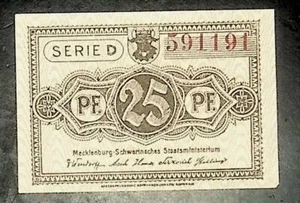 SERIE D 591191
PF. 25 PF.
Mecklenburg-Schwerinsches Staatsministerium